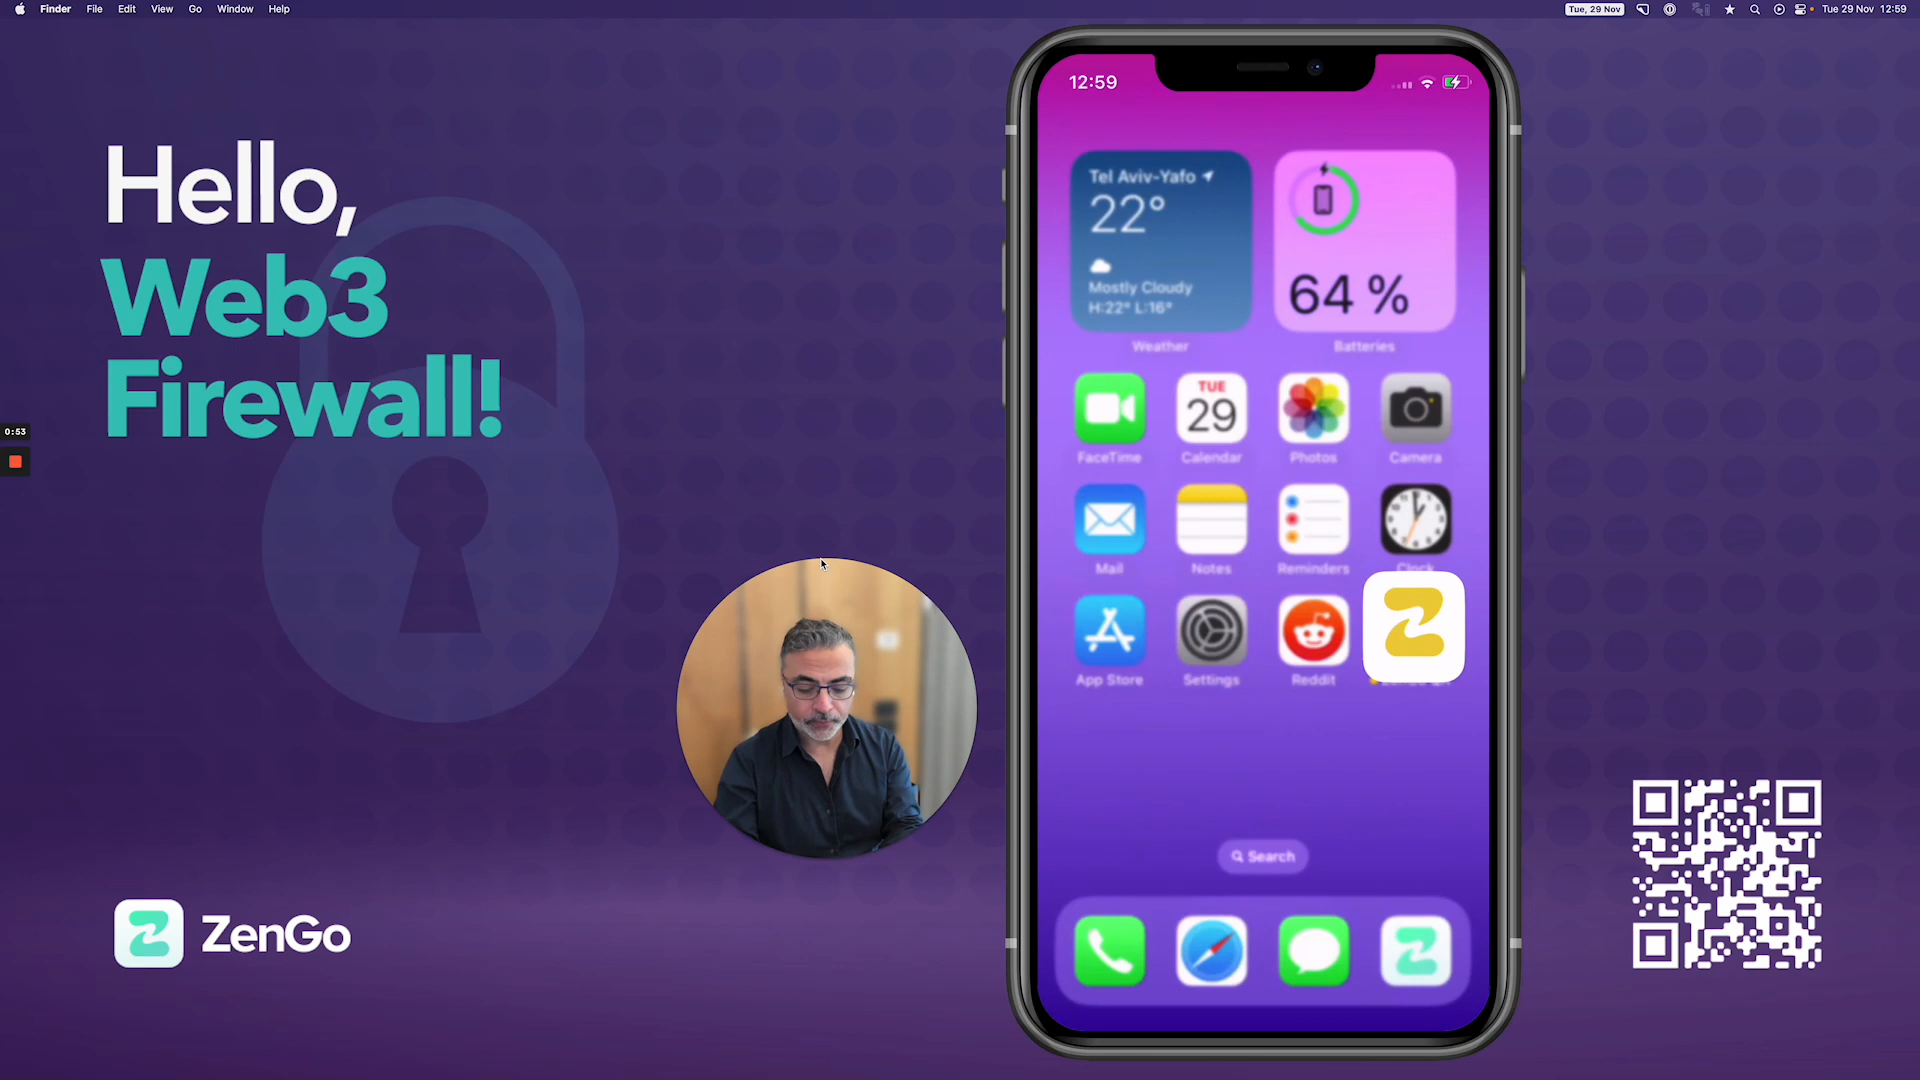 Finder File Edit View Go Window Help
Tue, 29 Nov
Tue 29 Nov 12:59
Hello,
Web3
Firewall!
0:53
ZenGo
12:59
Tel Aviv-Yafo
22°
Mostly Cloudy
H:22° L:16°
Weather
64 %
Batteries
FaceTime
TUE
29
Calendar
Photos
Camera
Mail
Notes
Reminders
Clock
App Store
Settings
Reddit
Search